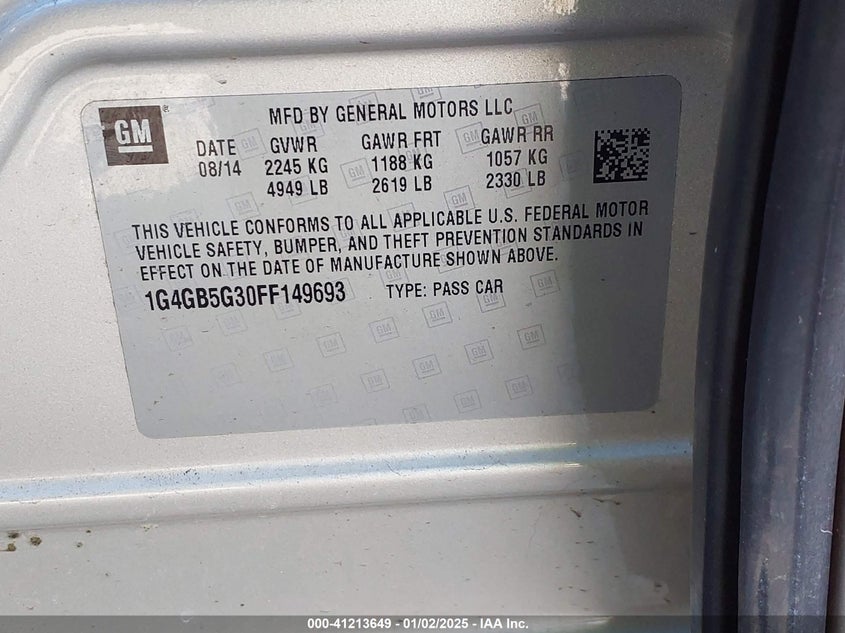 GM
MFD BY GENERAL MOTORS LLC
DATE GVWR GAWR FRT GAWR RR
08/14 2245 KG 1188 KG 1057 KG
4949 LB 2619 LB 2330 LB
THIS VEHICLE CONFORMS TO ALL APPLICABLE U.S. FEDERAL MOTOR
VEHICLE SAFETY, BUMPER, AND THEFT PREVENTION STANDARDS IN
EFFECT ON THE DATE OF MANUFACTURE SHOWN ABOVE.
1G4GB5G30FF149693 TYPE: PASS CAR
000-41213649 - 01/02/2025 - IAA Inc.